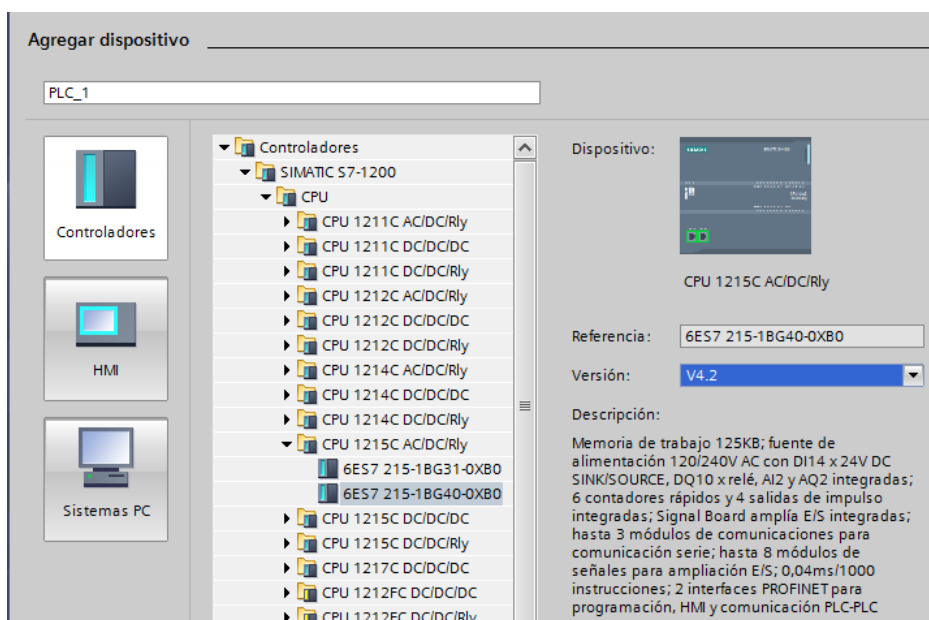 Agregar dispositivo
PLC_1
Controladores
HMI
Sistemas PC
Controladores
SIMATIC S7-1200
CPU
CPU 1211C AC/DC/Rly
CPU 1211C DC/DC/DC
CPU 1211C DC/DC/Rly
CPU 1212C AC/DC/Rly
CPU 1212C DC/DC/DC
CPU 1212C DC/DC/Rly
CPU 1214C AC/DC/Rly
CPU 1214C DC/DC/DC
CPU 1214C DC/DC/Rly
CPU 1215C AC/DC/Rly
6ES7 215-1BG31-0XB0
6ES7 215-1BG40-0XB0
CPU 1215C DC/DC/DC
CPU 1215C DC/DC/Rly
CPU 1217C DC/DC/DC
CPU 1212FC DC/DC/DC
CPU 1212FC DC/DC/Rly
Dispositivo:
CPU 1215C AC/DC/Rly
Referencia:
6ES7 215-1BG40-0XB0
Versión:
V4.2
Descripción:
Memoria de trabajo 125KB; fuente de
alimentación 120/240V AC con DI14 x 24V DC
SINK/SOURCE, DQ10 x relé, AI2 y AQ2 integradas;
6 contadores rápidos y 4 salidas de impulso
integradas; Signal Board amplía E/S integradas;
hasta 3 módulos de comunicaciones para
comunicación serie; hasta 8 módulos de
señales para ampliación E/S; 0,04ms/1000
instrucciones; 2 interfaces PROFINET para
programación, HMI y comunicación PLC-PLC